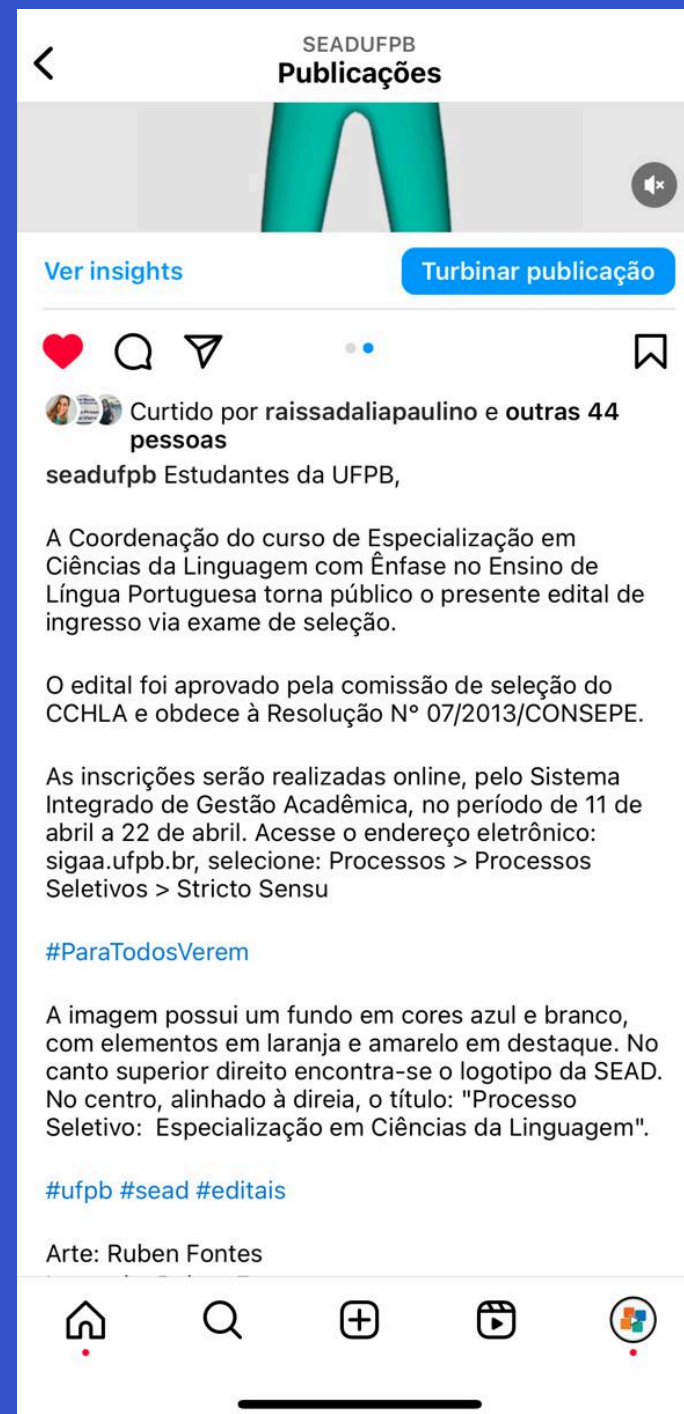 SEADUFPB
Publicações
Ver insights
Turbinar publicação
Curtido por raissadaliapaulino e outras 44
pessoas
seadufpb Estudantes da UFPB,
A Coordenação do curso de Especialização em
Ciências da Linguagem com Ênfase no Ensino de
Língua Portuguesa torna público o presente edital de
ingresso via exame de seleção.
O edital foi aprovado pela comissão de seleção do
CCHLA e obdece à Resolução N° 07/2013/CONSEPE.
As inscrições serão realizadas online, pelo Sistema
Integrado de Gestão Acadêmica, no período de 11 de
abril a 22 de abril. Acesse o endereço eletrônico:
sigaa.ufpb.br, selecione: Processos > Processos
Seletivos > Stricto Sensu
#ParaTodosVerem
A imagem possui um fundo em cores azul e branco,
com elementos em laranja e amarelo em destaque. No
canto superior direito encontra-se o logotipo da SEAD.
No centro, alinhado à direia, o título: "Processo
Seletivo:  Especialização em Ciências da Linguagem".
#ufpb #sead #editais
Arte: Ruben Fontes